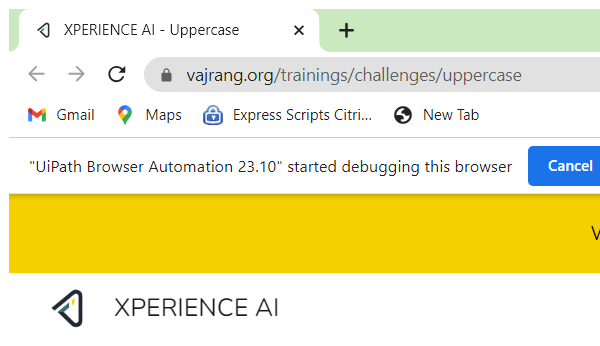 XPERIENCE AI - Uppercase
vajrang.org/trainings/challenges/uppercase
Gmail Maps Express Scripts Citri... New Tab
"UiPath Browser Automation 23.10" started debugging this browser Cancel
XPERIENCE AI